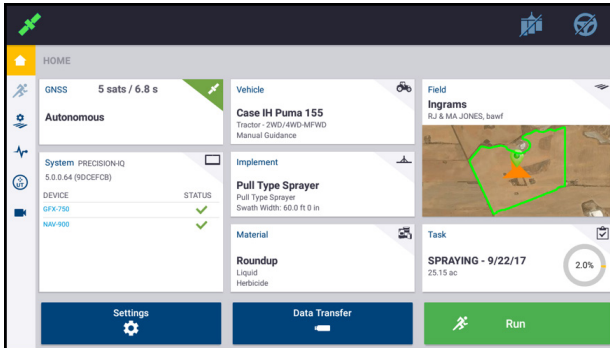 HOME
GNSS 5 sats / 6.8 s
Autonomous
System PRECISION-IQ
5.0.0.64 (9DCEFCB)
DEVICE STATUS
GFX-750
NAV-900
Vehicle
Case IH Puma 155
Tractor - 2WD/4WD-MFWD
Manual Guidance
Implement
Pull Type Sprayer
Pull Type Sprayer
Swath Width: 60.0 ft 0 in
Material
Roundup
Liquid
Herbicide
Field
Ingrams
RJ & MA JONES, bawf
Task
SPRAYING - 9/22/17
25.15 ac
2.0%
UT
Settings
Data Transfer
Run